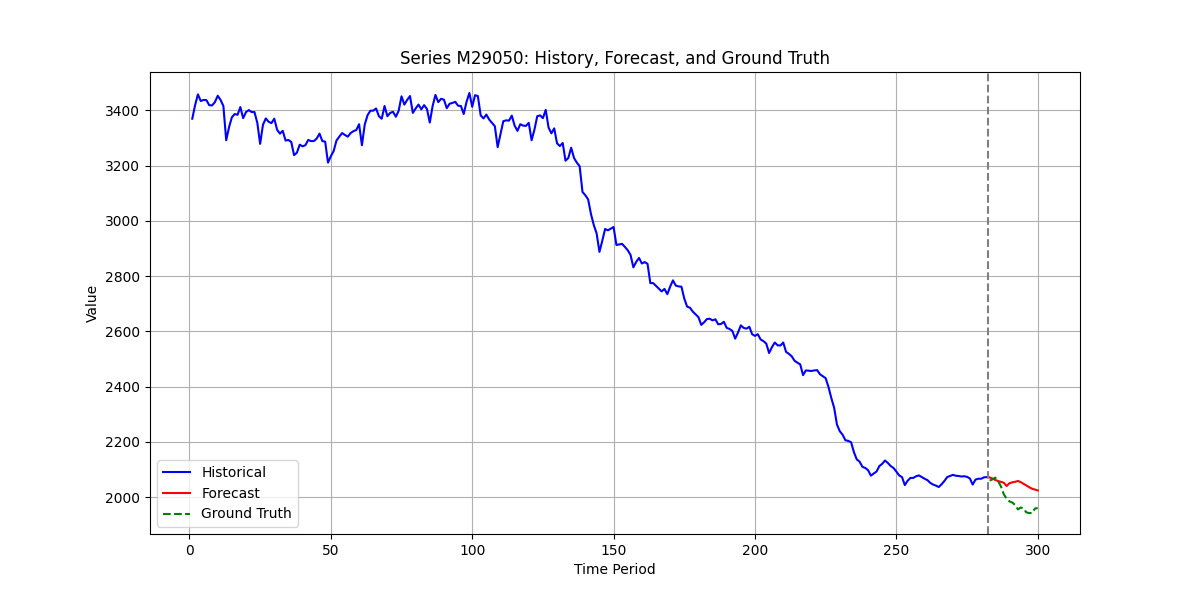 Series M29050: History, Forecast, and Ground Truth
Value
3400
3200
3000
2800
2600
2400
2200
2000
Historical
Forecast
Ground Truth
0 50 100 150 200 250 300
Time Period